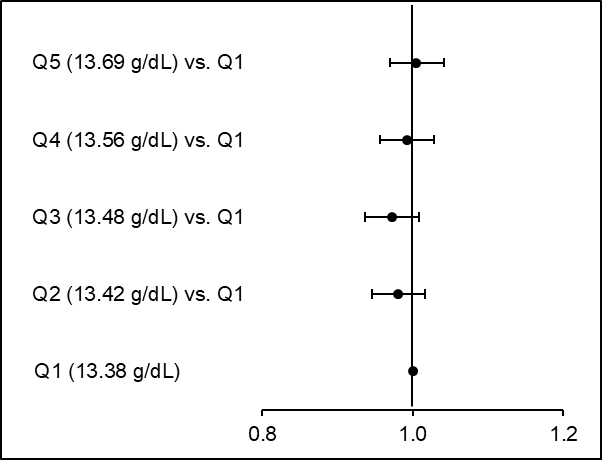 Q5 (13.69 g/dL) vs. Q1
Q4 (13.56 g/dL) vs. Q1
Q3 (13.48 g/dL) vs. Q1
Q2 (13.42 g/dL) vs. Q1
Q1 (13.38 g/dL)
0.8 1.0 1.2